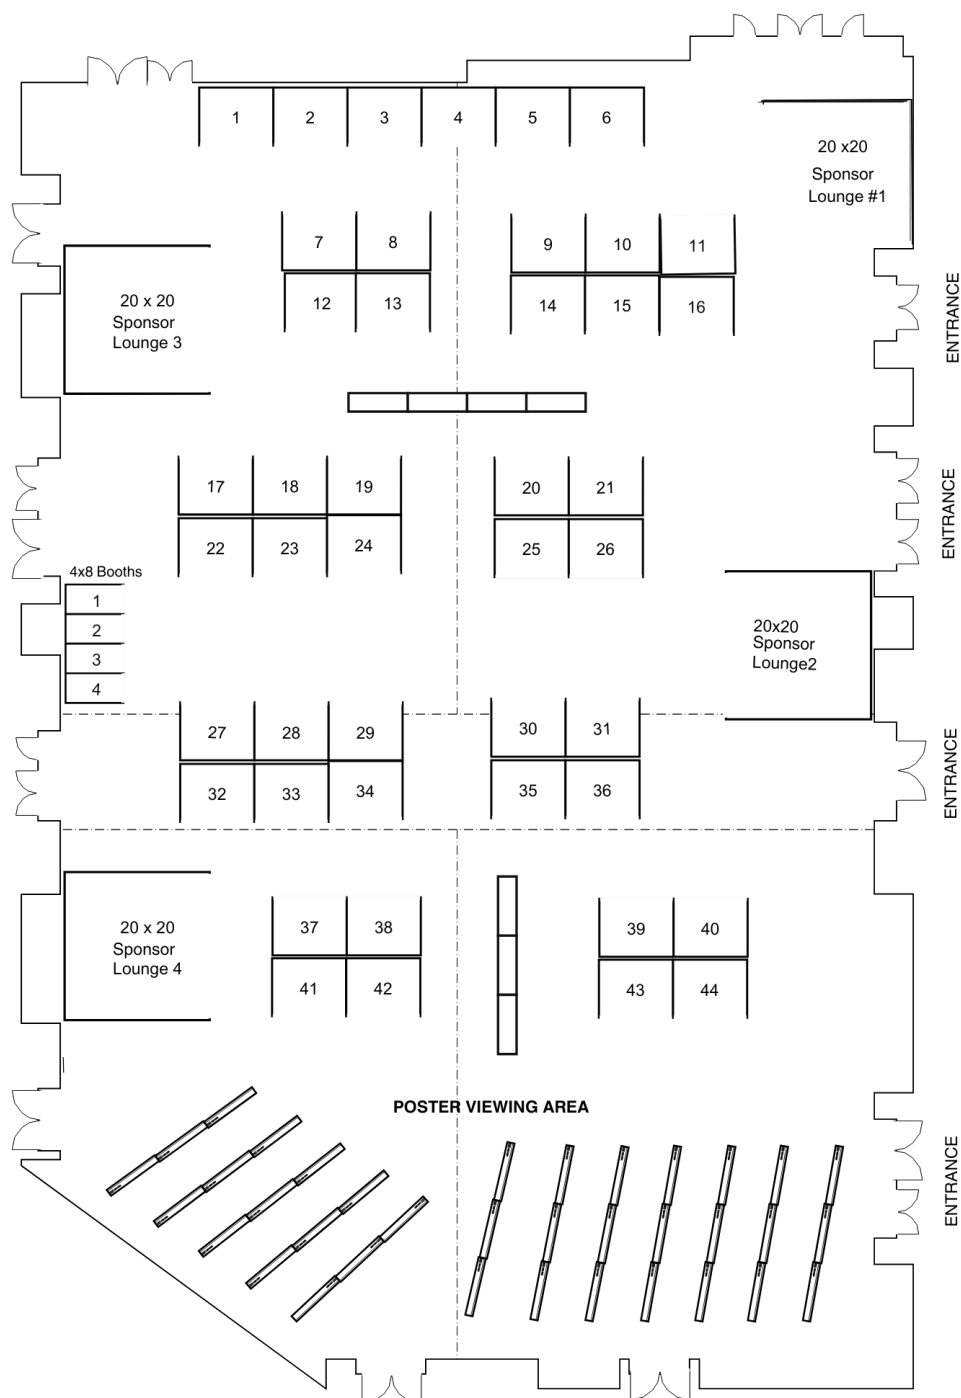 1 2 3 4 5 6
20 x20
Sponsor
Lounge #1
7 8 9 10 11
12 13 14 15 16
20 x 20
Sponsor
Lounge 3
ENTRANCE
17 18 19 20 21
22 23 24 25 26
ENTRANCE
4x8 Booths
1
2
3
4
20x20
Sponsor
Lounge2
27 28 29 30 31
32 33 34 35 36
ENTRANCE
20 x 20
Sponsor
Lounge 4
37 38 39 40
41 42 43 44
POSTER VIEWING AREA
ENTRANCE